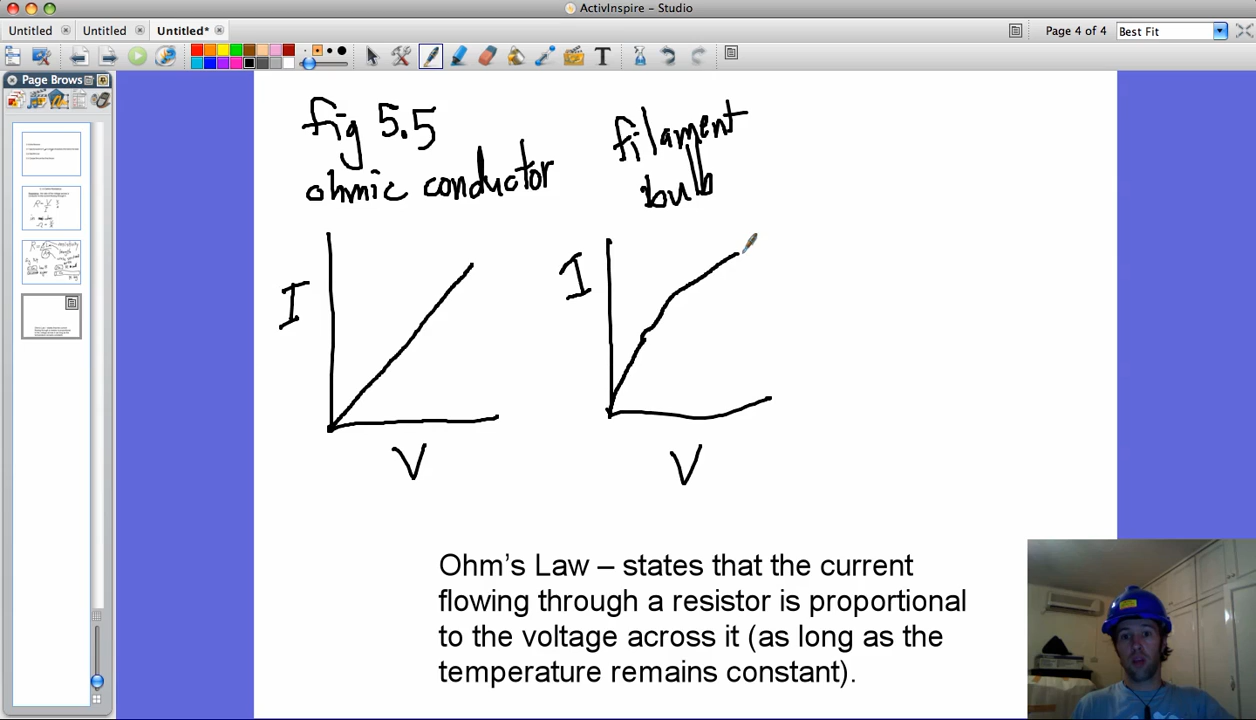 ActivInspire – Studio
Untitled
Untitled
Untitled*
Page 4 of 4
Best Fit
T
Page Brows
fig 5.5
ohmic conductor
filament
bulb
I
V
I
V
Ohm's Law – states that the current
flowing through a resistor is proportional
to the voltage across it (as long as the
temperature remains constant).